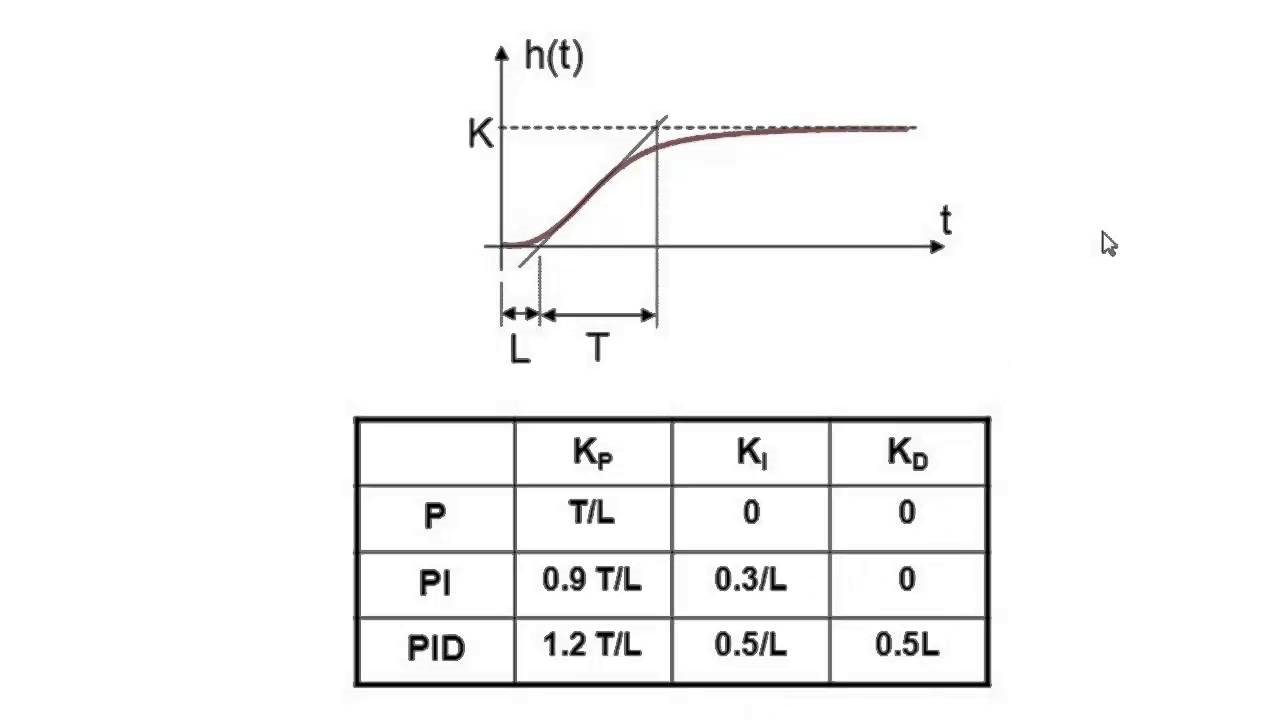 h(t)
K
t
L T
K_P K_I K_D
P T/L 0 0
PI 0.9 T/L 0.3/L 0
PID 1.2 T/L 0.5/L 0.5L